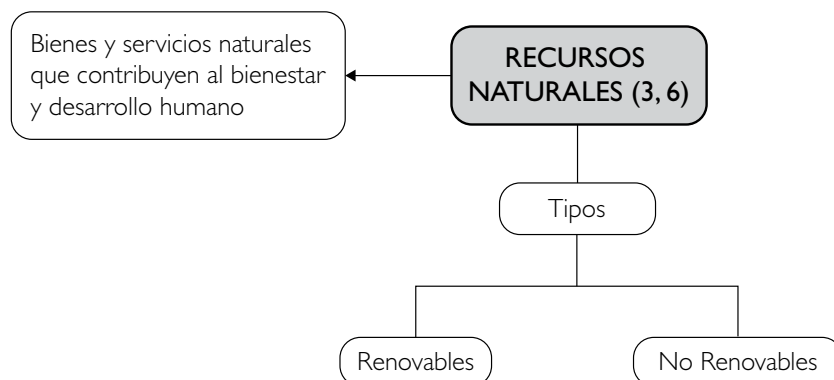 Bienes y servicios naturales
que contribuyen al bienestar
y desarrollo humano
RECURSOS
NATURALES (3, 6)
Tipos
Renovables
No Renovables